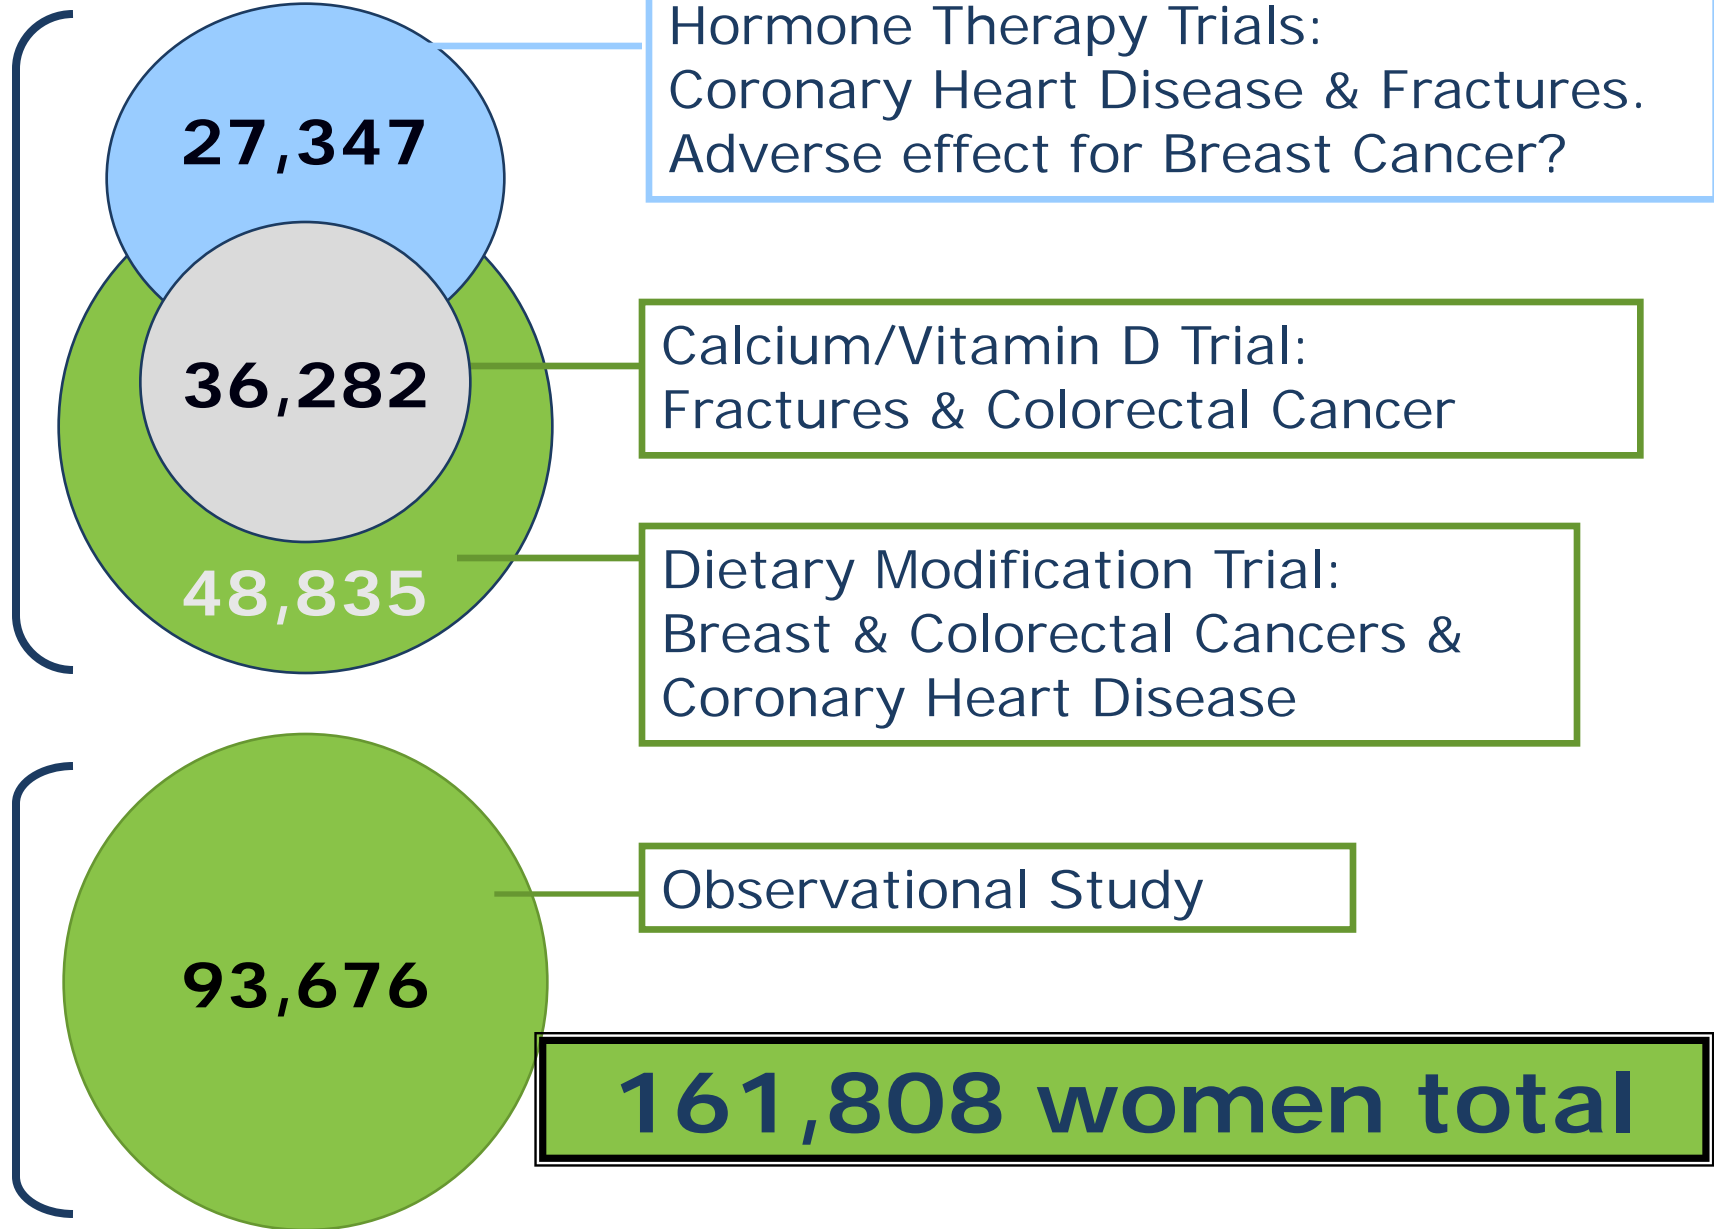 27,347
Hormone Therapy Trials:
Coronary Heart Disease & Fractures.
Adverse effect for Breast Cancer?
36,282
Calcium/Vitamin D Trial:
Fractures & Colorectal Cancer
48,835
Dietary Modification Trial:
Breast & Colorectal Cancers &
Coronary Heart Disease
93,676
Observational Study
161,808 women total